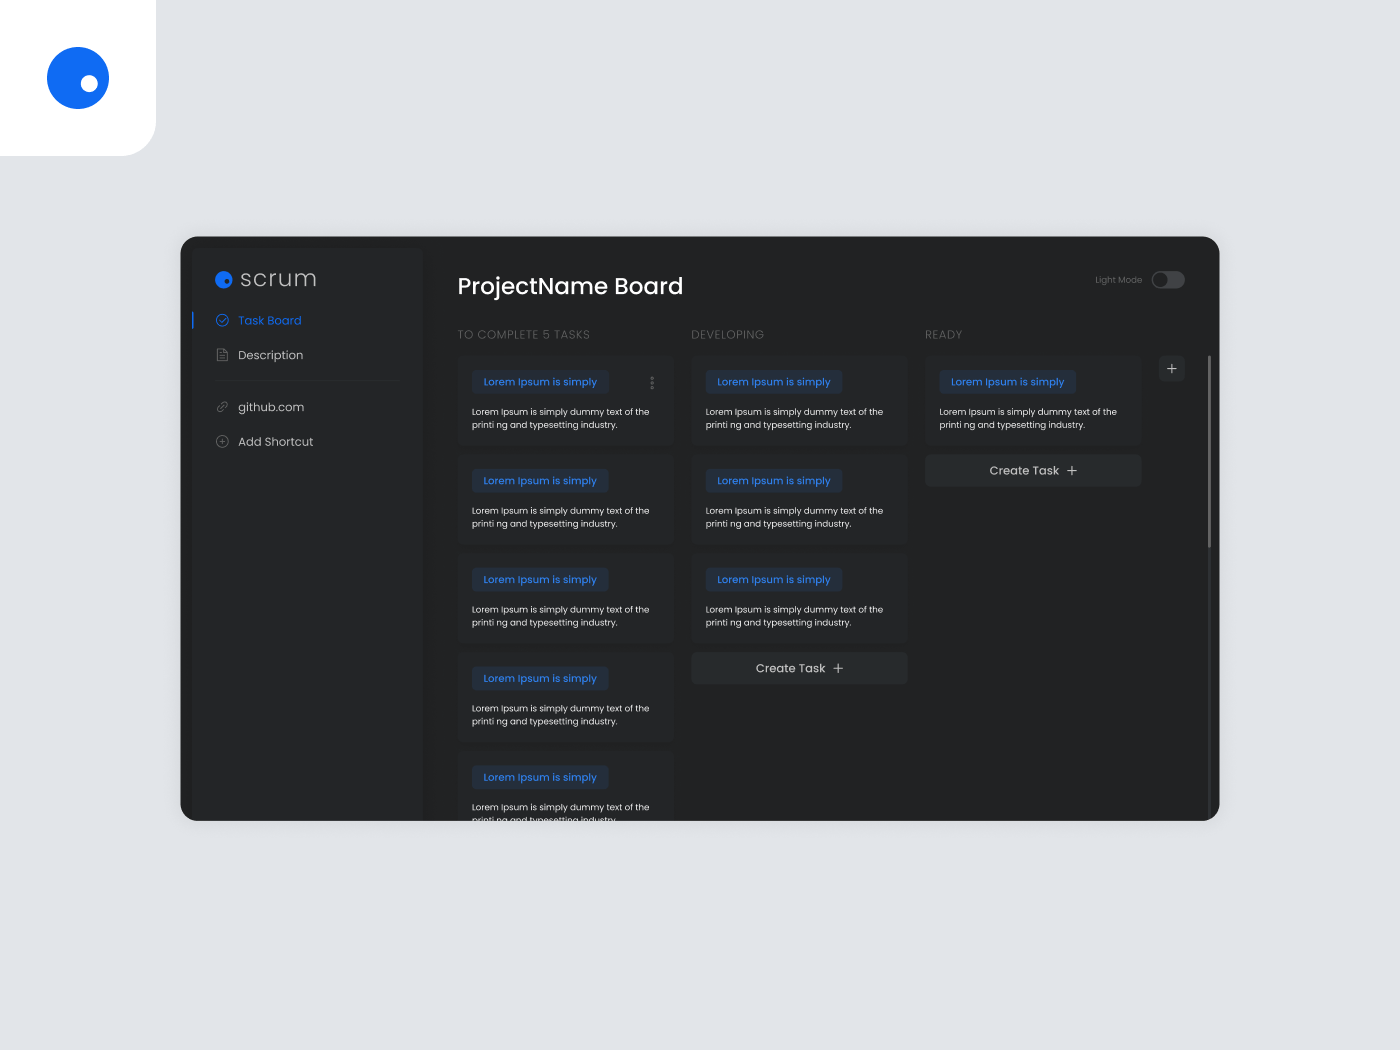 scrum
Task Board
Description
github.com
Add Shortcut
ProjectName Board
Light Mode
TO COMPLETE 5 TASKS
Lorem Ipsum is simply
Lorem Ipsum is simply dummy text of the
printi ng and typesetting industry.
Lorem Ipsum is simply
Lorem Ipsum is simply dummy text of the
printi ng and typesetting industry.
Lorem Ipsum is simply
Lorem Ipsum is simply dummy text of the
printi ng and typesetting industry.
Lorem Ipsum is simply
Lorem Ipsum is simply dummy text of the
printi ng and typesetting industry.
Lorem Ipsum is simply
Lorem Ipsum is simply dummy text of the
printi ng and typesetting industry.
DEVELOPING
Lorem Ipsum is simply
Lorem Ipsum is simply dummy text of the
printi ng and typesetting industry.
Lorem Ipsum is simply
Lorem Ipsum is simply dummy text of the
printi ng and typesetting industry.
Lorem Ipsum is simply
Lorem Ipsum is simply dummy text of the
printi ng and typesetting industry.
Create Task +
READY
Lorem Ipsum is simply
Lorem Ipsum is simply dummy text of the
printi ng and typesetting industry.
Create Task +
+